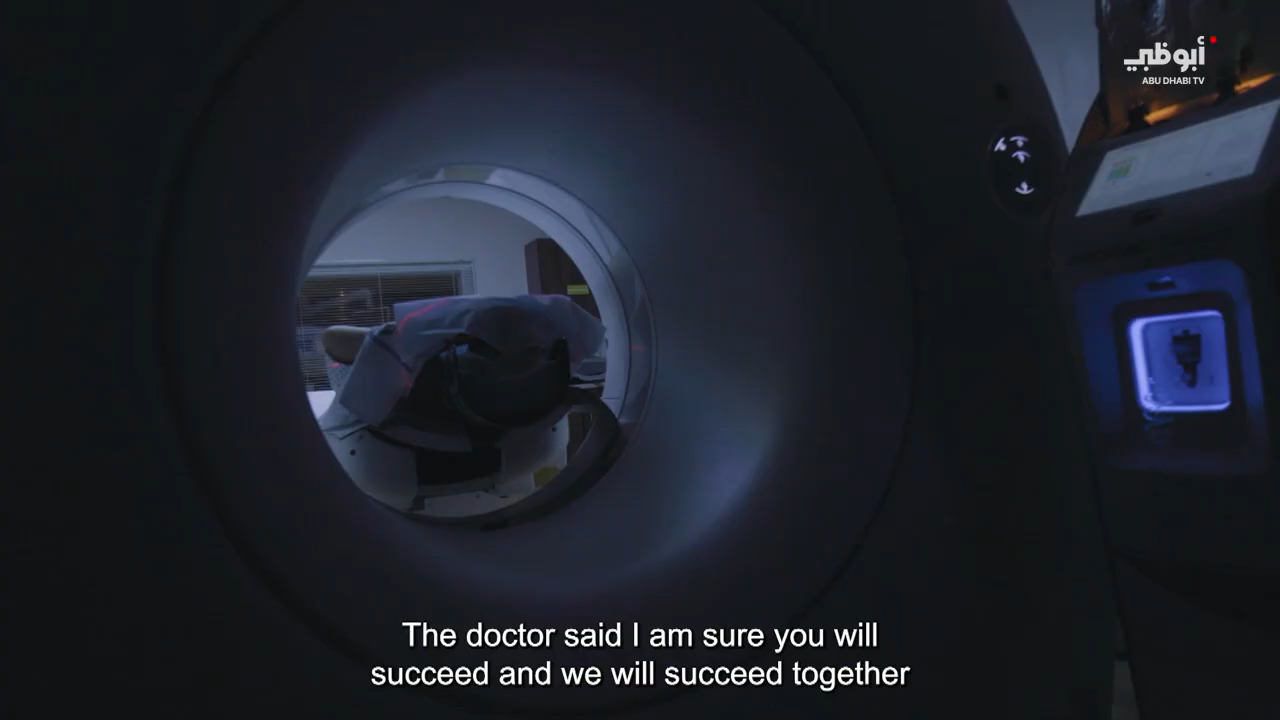 أبوظبي
ABU DHABI TV
The doctor said I am sure you will
succeed and we will succeed together